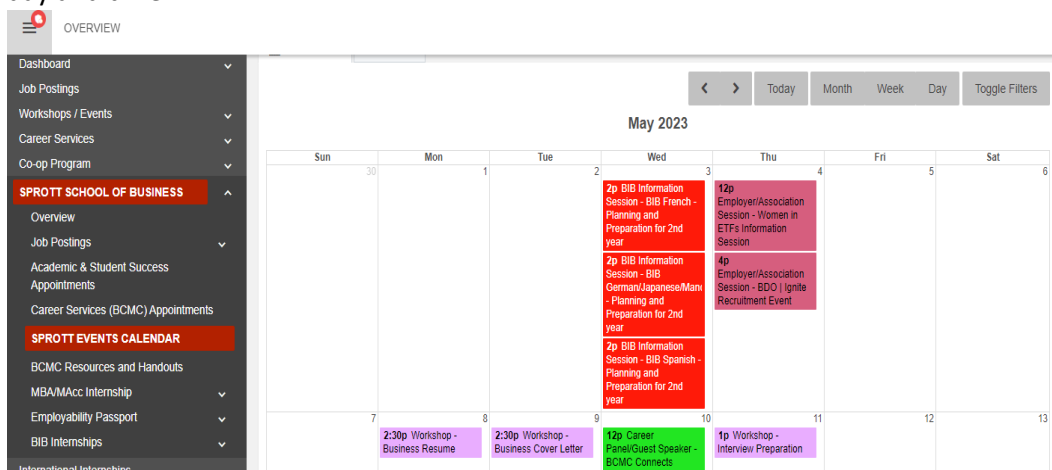 OVERVIEW
Dashboard
Job Postings
Workshops / Events
Career Services
Co-op Program
SPROTT SCHOOL OF BUSINESS
Overview
Job Postings
Academic & Student Success
Appointments
Career Services (BCMC) Appointments
SPROTT EVENTS CALENDAR
BCMC Resources and Handouts
MBA/MAcc Internship
Employability Passport
BIB Internships
International Internships
Today Month Week Day Toggle Filters
May 2023
Sun Mon Tue Wed Thu Fri Sat
30 1 2 3 4 5 6
2p BIB Information
Session - BIB French -
Planning and
Preparation for 2nd
year
2p BIB Information
Session - BIB
German/Japanese/Mand
- Planning and
Preparation for 2nd
year
2p BIB Information
Session - BIB Spanish -
Planning and
Preparation for 2nd
year
12p
Employer/Association
Session - Women in
ETFs Information
Session
4p
Employer/Association
Session - BDO | Ignite
Recruitment Event
7 8 9 10 11 12 13
2:30p Workshop -
Business Resume
2:30p Workshop -
Business Cover Letter
12p Career
Panel/Guest Speaker -
BCMC Connects
1p Workshop -
Interview Preparation